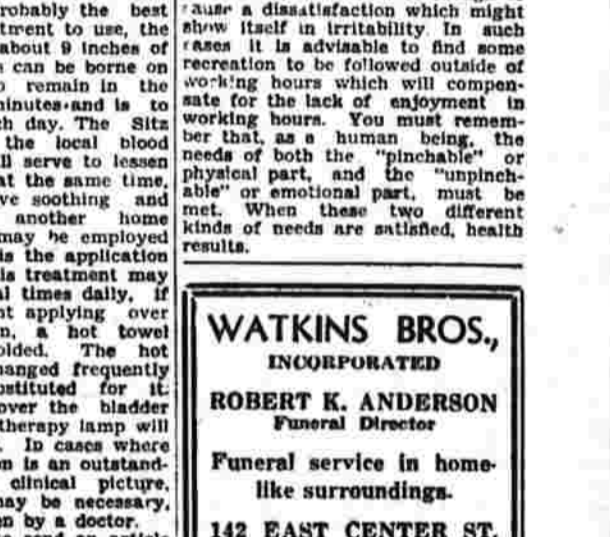 robably the best
tment to use, the
about 9 inches of
can be borne on
remain in the
inutes and is to
h day. The Sitz
the local blood
ll serve to lessen
at the same time,
ve soothing and
another home
may be employed
is the application
is treatment may
al times daily, if
nt applying over
n, a hot towel
olded. The hot
hanged frequently
bstituted for it:
over the bladder
therapy lamp will
. In cases where
m is an outstand-
clinical picture,
may be necessary,
en by a doctor.
send an article
cause a dissatisfaction which might
show itself in irritability. In such
cases it is advisable to find some
recreation to be followed outside of
working hours which will compen-
sate for the lack of enjoyment in
working hours. You must remem-
ber that, as a human being, the
needs of both the "pinchable" or
physical part, and the "unpinch-
able" or emotional part, must be
met. When these two different
kinds of needs are satisfied, health
results.
WATKINS BROS.,
INCORPORATED
ROBERT K. ANDERSON
Funeral Director
Funeral service in home-
like surroundings.
142 EAST CENTER ST.